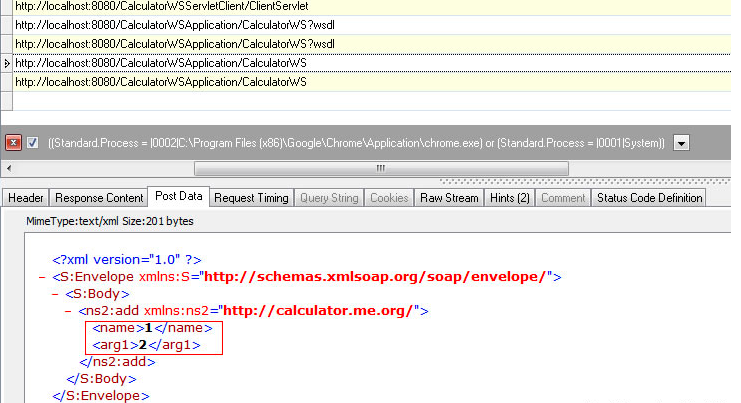 http://localhost:8080/CalculatorWSServletClient/ClientServlet
http://localhost:8080/CalculatorWSApplication/CalculatorWS?wsdl
http://localhost:8080/CalculatorWSApplication/CalculatorWS?wsdl
http://localhost:8080/CalculatorWSApplication/CalculatorWS
http://localhost:8080/CalculatorWSApplication/CalculatorWS
((Standard.Process = |0002|C:\Program Files (x86)\Google\Chrome\Application\chrome.exe) or (Standard.Process = |0001|System))
Header Response Content Post Data Request Timing Query String Cookies Raw Stream Hints (2) Comment Status Code Definition
MimeType:text/xml Size:201 bytes
<?xml version="1.0" ?>
- <S:Envelope xmlns:S="http://schemas.xmlsoap.org/soap/envelope/">
- <S:Body>
- <ns2:add xmlns:ns2="http://calculator.me.org/">
<name>1</name>
<arg1>2</arg1>
</ns2:add>
</S:Body>
</S:Envelope>